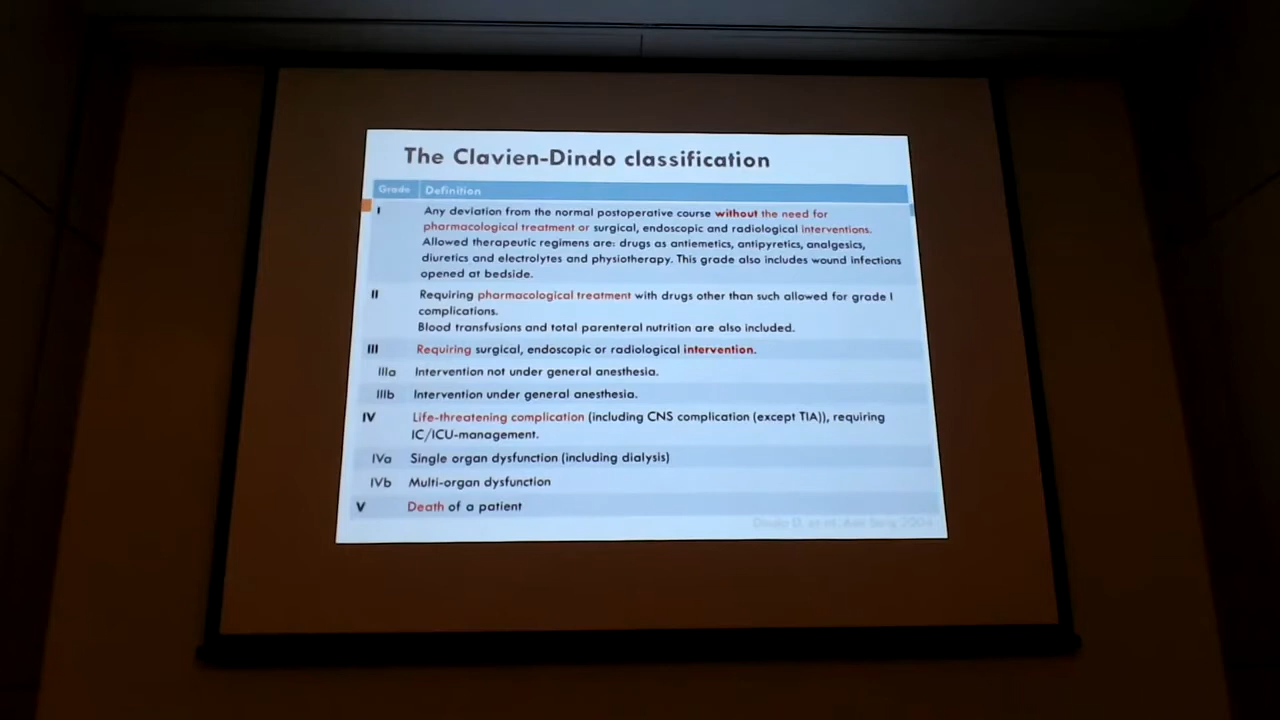 The Clavien-Dindo classification
Grade Definition
I Any deviation from the normal postoperative course without the need for
pharmacological treatment or surgical, endoscopic and radiological interventions.
Allowed therapeutic regimens are: drugs as antiemetics, antipyretics, analgesics,
diuretics and electrolytes and physiotherapy. This grade also includes wound infections
opened at bedside.
II Requiring pharmacological treatment with drugs other than such allowed for grade I
complications.
Blood transfusions and total parenteral nutrition are also included.
III Requiring surgical, endoscopic or radiological intervention.
IIIa Intervention not under general anesthesia.
IIIb Intervention under general anesthesia.
IV Life-threatening complication (including CNS complication (except TIA)), requiring
IC/ICU-management.
IVa Single organ dysfunction (including dialysis)
IVb Multi-organ dysfunction
V Death of a patient